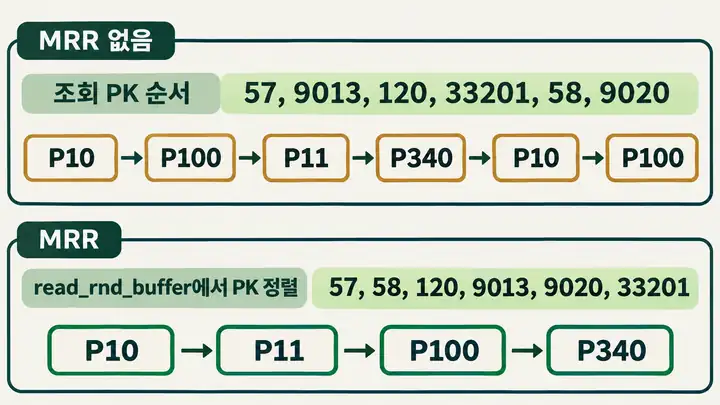 MRR 없음
조회 PK 순서 57, 9013, 120, 33201, 58, 9020
P10 → P100 → P11 → P340 → P10 → P100
MRR
read_rnd_buffer에서 PK 정렬 57, 58, 120, 9013, 9020, 33201
P10 → P11 → P100 → P340